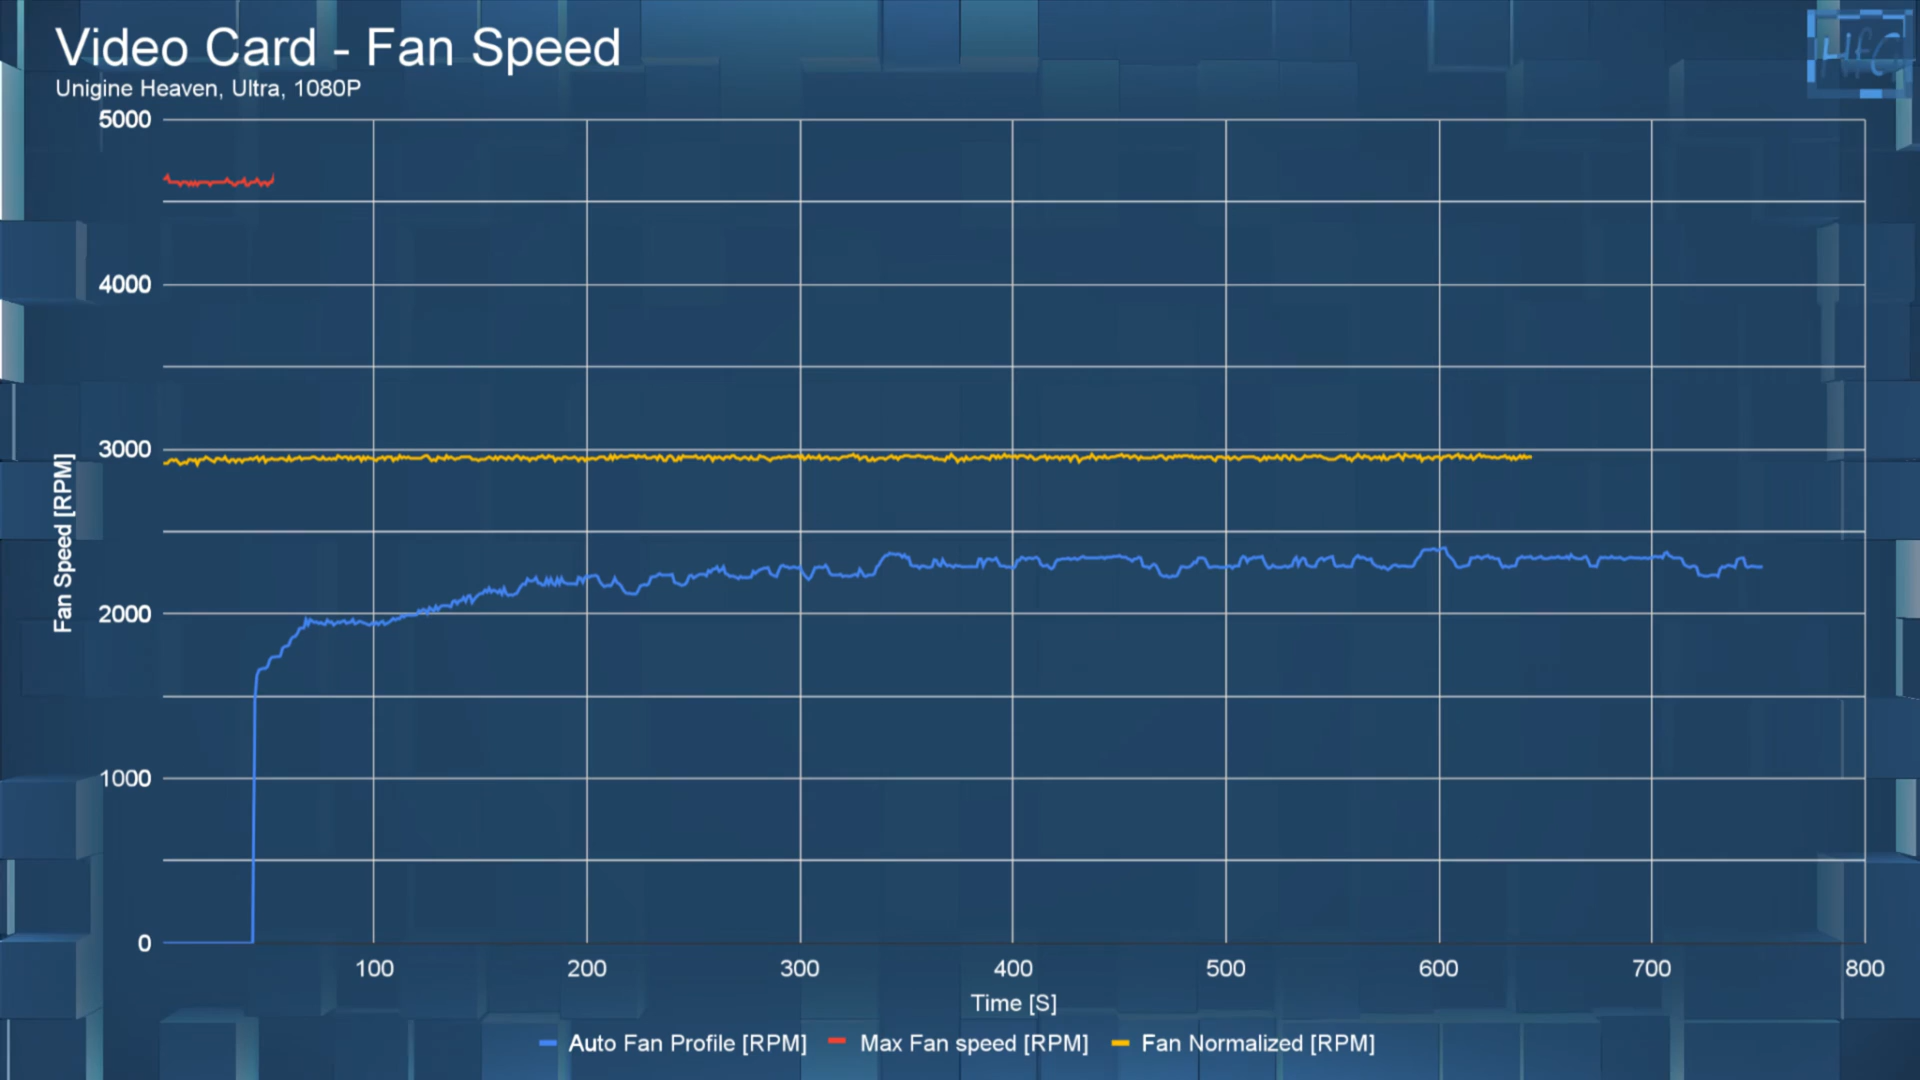 Video Card - Fan Speed
Unigine Heaven, Ultra, 1080P
HfC
5000
4000
3000
2000
1000
0
Fan Speed [RPM]
100 200 300 400 500 600 700 800
Time [S]
Auto Fan Profile [RPM] Max Fan speed [RPM] Fan Normalized [RPM]